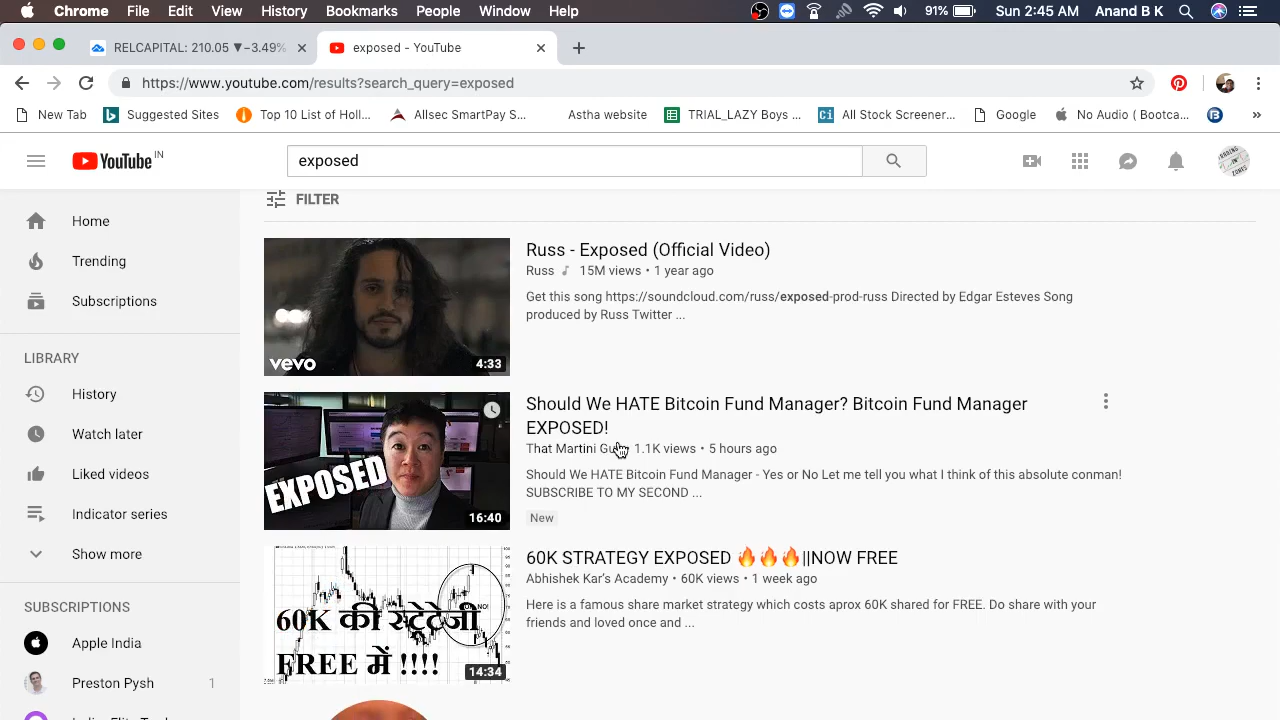 Chrome File Edit View History Bookmarks People Window Help 91% Sun 2:45 AM Anand B K
RELCAPITAL: 210.05 ▼−3.49% exposed - YouTube
https://www.youtube.com/results?search_query=exposed
New Tab Suggested Sites Top 10 List of Holl... Allsec SmartPay S... Astha website TRIAL_LAZY Boys ... Ci All Stock Screener... Google No Audio ( Bootca... »
YouTube IN exposed
FILTER
Home
Trending
Subscriptions
LIBRARY
History
Watch later
Liked videos
Indicator series
Show more
SUBSCRIPTIONS
Apple India
Preston Pysh 1
vevo
4:33
Russ - Exposed (Official Video)
Russ 15M views • 1 year ago
Get this song https://soundcloud.com/russ/exposed-prod-russ Directed by Edgar Esteves Song
produced by Russ Twitter ...
EXPOSED
16:40
Should We HATE Bitcoin Fund Manager? Bitcoin Fund Manager
EXPOSED!
That Martini 1.1K views • 5 hours ago
Should We HATE Bitcoin Fund Manager - Yes or No Let me tell you what I think of this absolute conman!
SUBSCRIBE TO MY SECOND ...
New
60K की स्ट्रेटेजी
FREE में !!!!
14:34
60K STRATEGY EXPOSED 🔥🔥🔥||NOW FREE
Abhishek Kar's Academy • 60K views • 1 week ago
Here is a famous share market strategy which costs aprox 60K shared for FREE. Do share with your
friends and loved once and ...